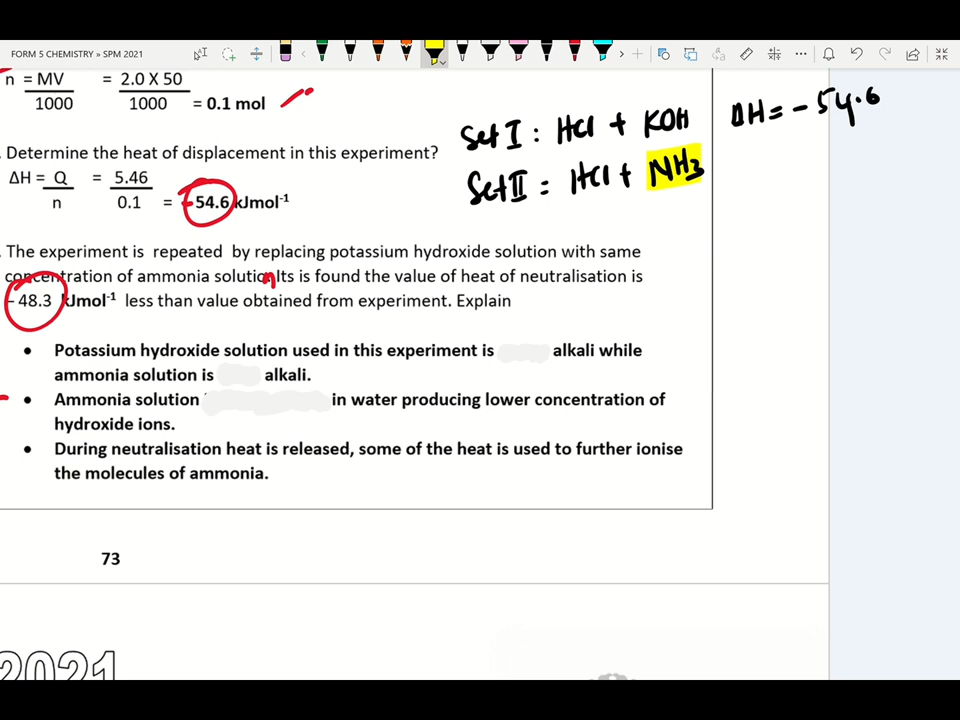 FORM 5 CHEMISTRY » SPM 2021
n = MV = 2.0 X 50
1000 1000 = 0.1 mol
Set I : HCl + KOH ΔH = - 54.6
Set II = HCl + NH3
. Determine the heat of displacement in this experiment?
ΔH = Q = 5.46
n 0.1 = - 54.6 kJmol-1
. The experiment is repeated by replacing potassium hydroxide solution with same
concentration of ammonia solution Its is found the value of heat of neutralisation is
- 48.3 kJmol-1 less than value obtained from experiment. Explain
• Potassium hydroxide solution used in this experiment is alkali while
ammonia solution is alkali.
• Ammonia solution in water producing lower concentration of
hydroxide ions.
• During neutralisation heat is released, some of the heat is used to further ionise
the molecules of ammonia.
73
2021